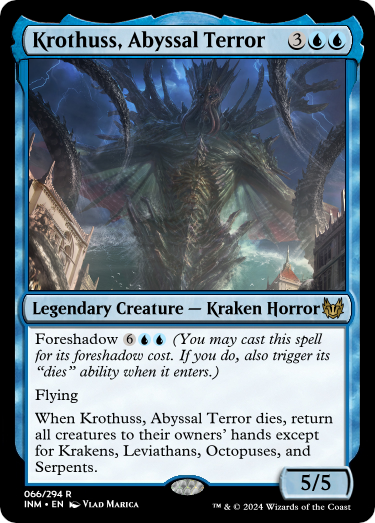 Krothuss, Abyssal Terror 3
Legendary Creature — Kraken Horror
Foreshadow 6 (You may cast this spell
for its foreshadow cost. If you do, also trigger its
“dies” ability when it enters.)
Flying
When Krothuss, Abyssal Terror dies, return
all creatures to their owners' hands except
for Krakens, Leviathans, Octopuses, and
Serpents.
5/5
066/294 R
INM • EN Vlad Marica
™ & © 2024 Wizards of the Coast